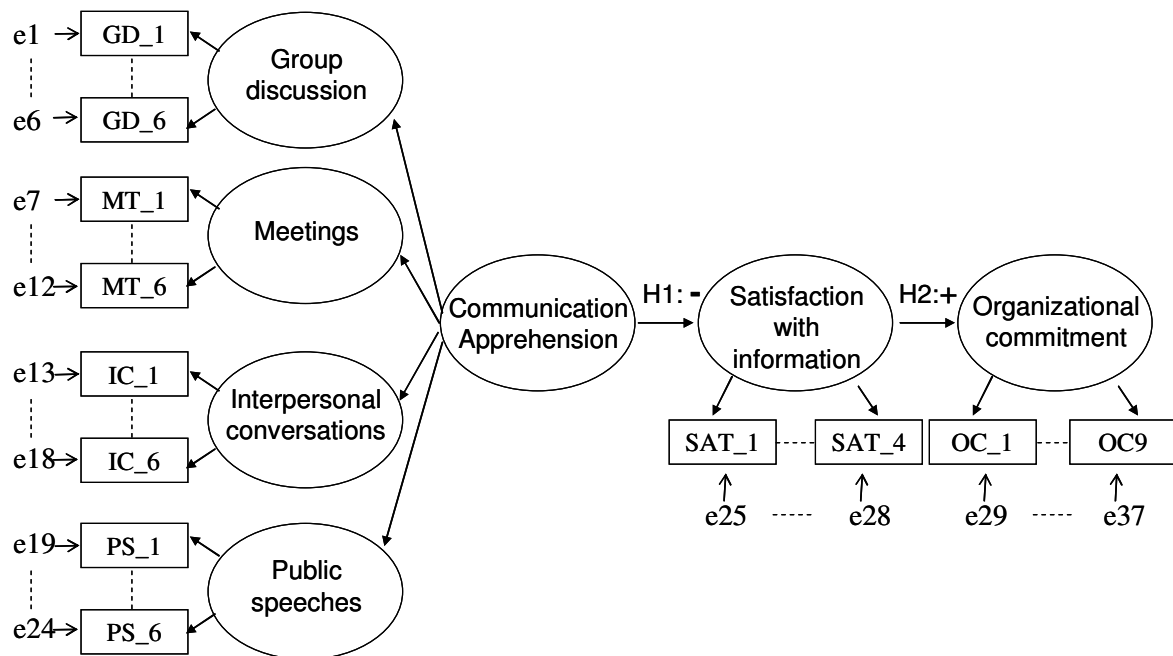 e1
GD_1
Group
discussion
e6
GD_6
e7
MT_1
Meetings
e12
MT_6
Communication
Apprehension
H1: -
Satisfaction
with
information
H2:+
Organizational
commitment
e13
IC_1
Interpersonal
conversations
e18
IC_6
SAT_1
SAT_4
OC_1
OC9
e25
e28
e29
e37
e19
PS_1
Public
speeches
e24
PS_6